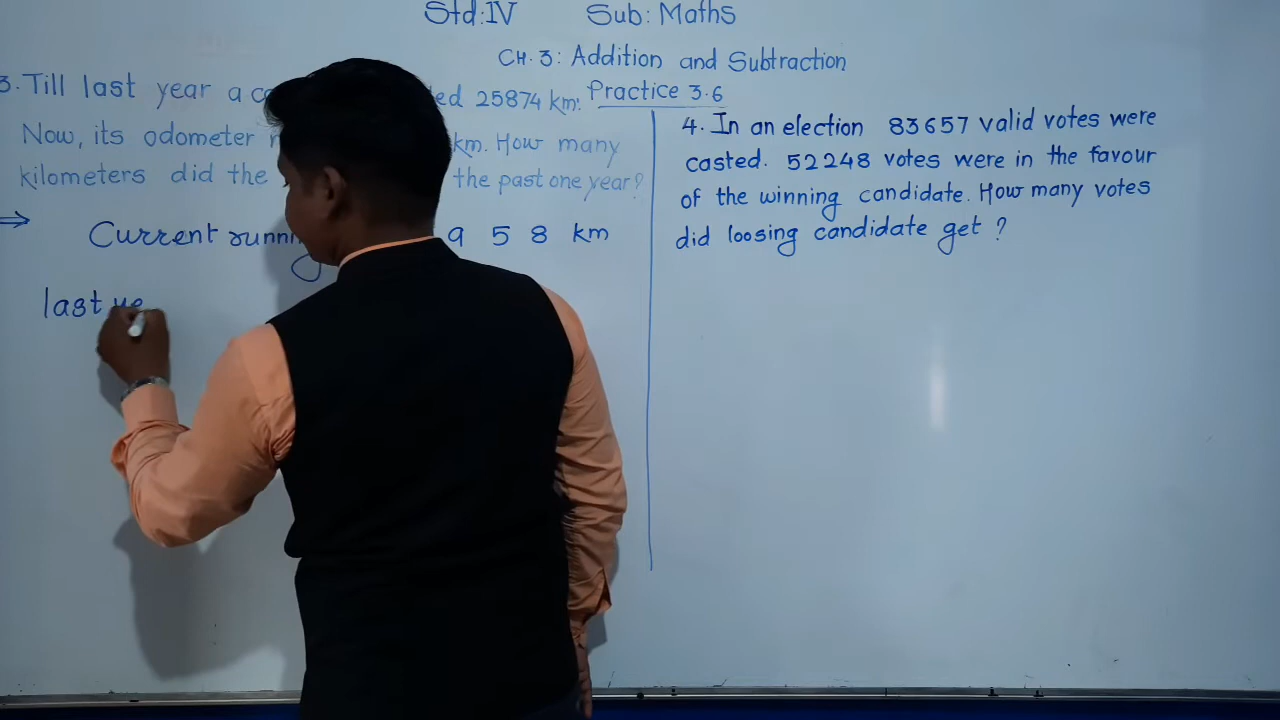 Std:IV Sub: Maths
CH. 3: Addition and Subtraction
Practice 3.6
3. Till last year a 25874 km.
Now, its odometer km. How many
kilometers did the the past one year?
⇒ Current 9 5 8 km
last
4. In an election 83657 valid votes were
casted. 52248 votes were in the favour
of the winning candidate. How many votes
did loosing candidate get ?